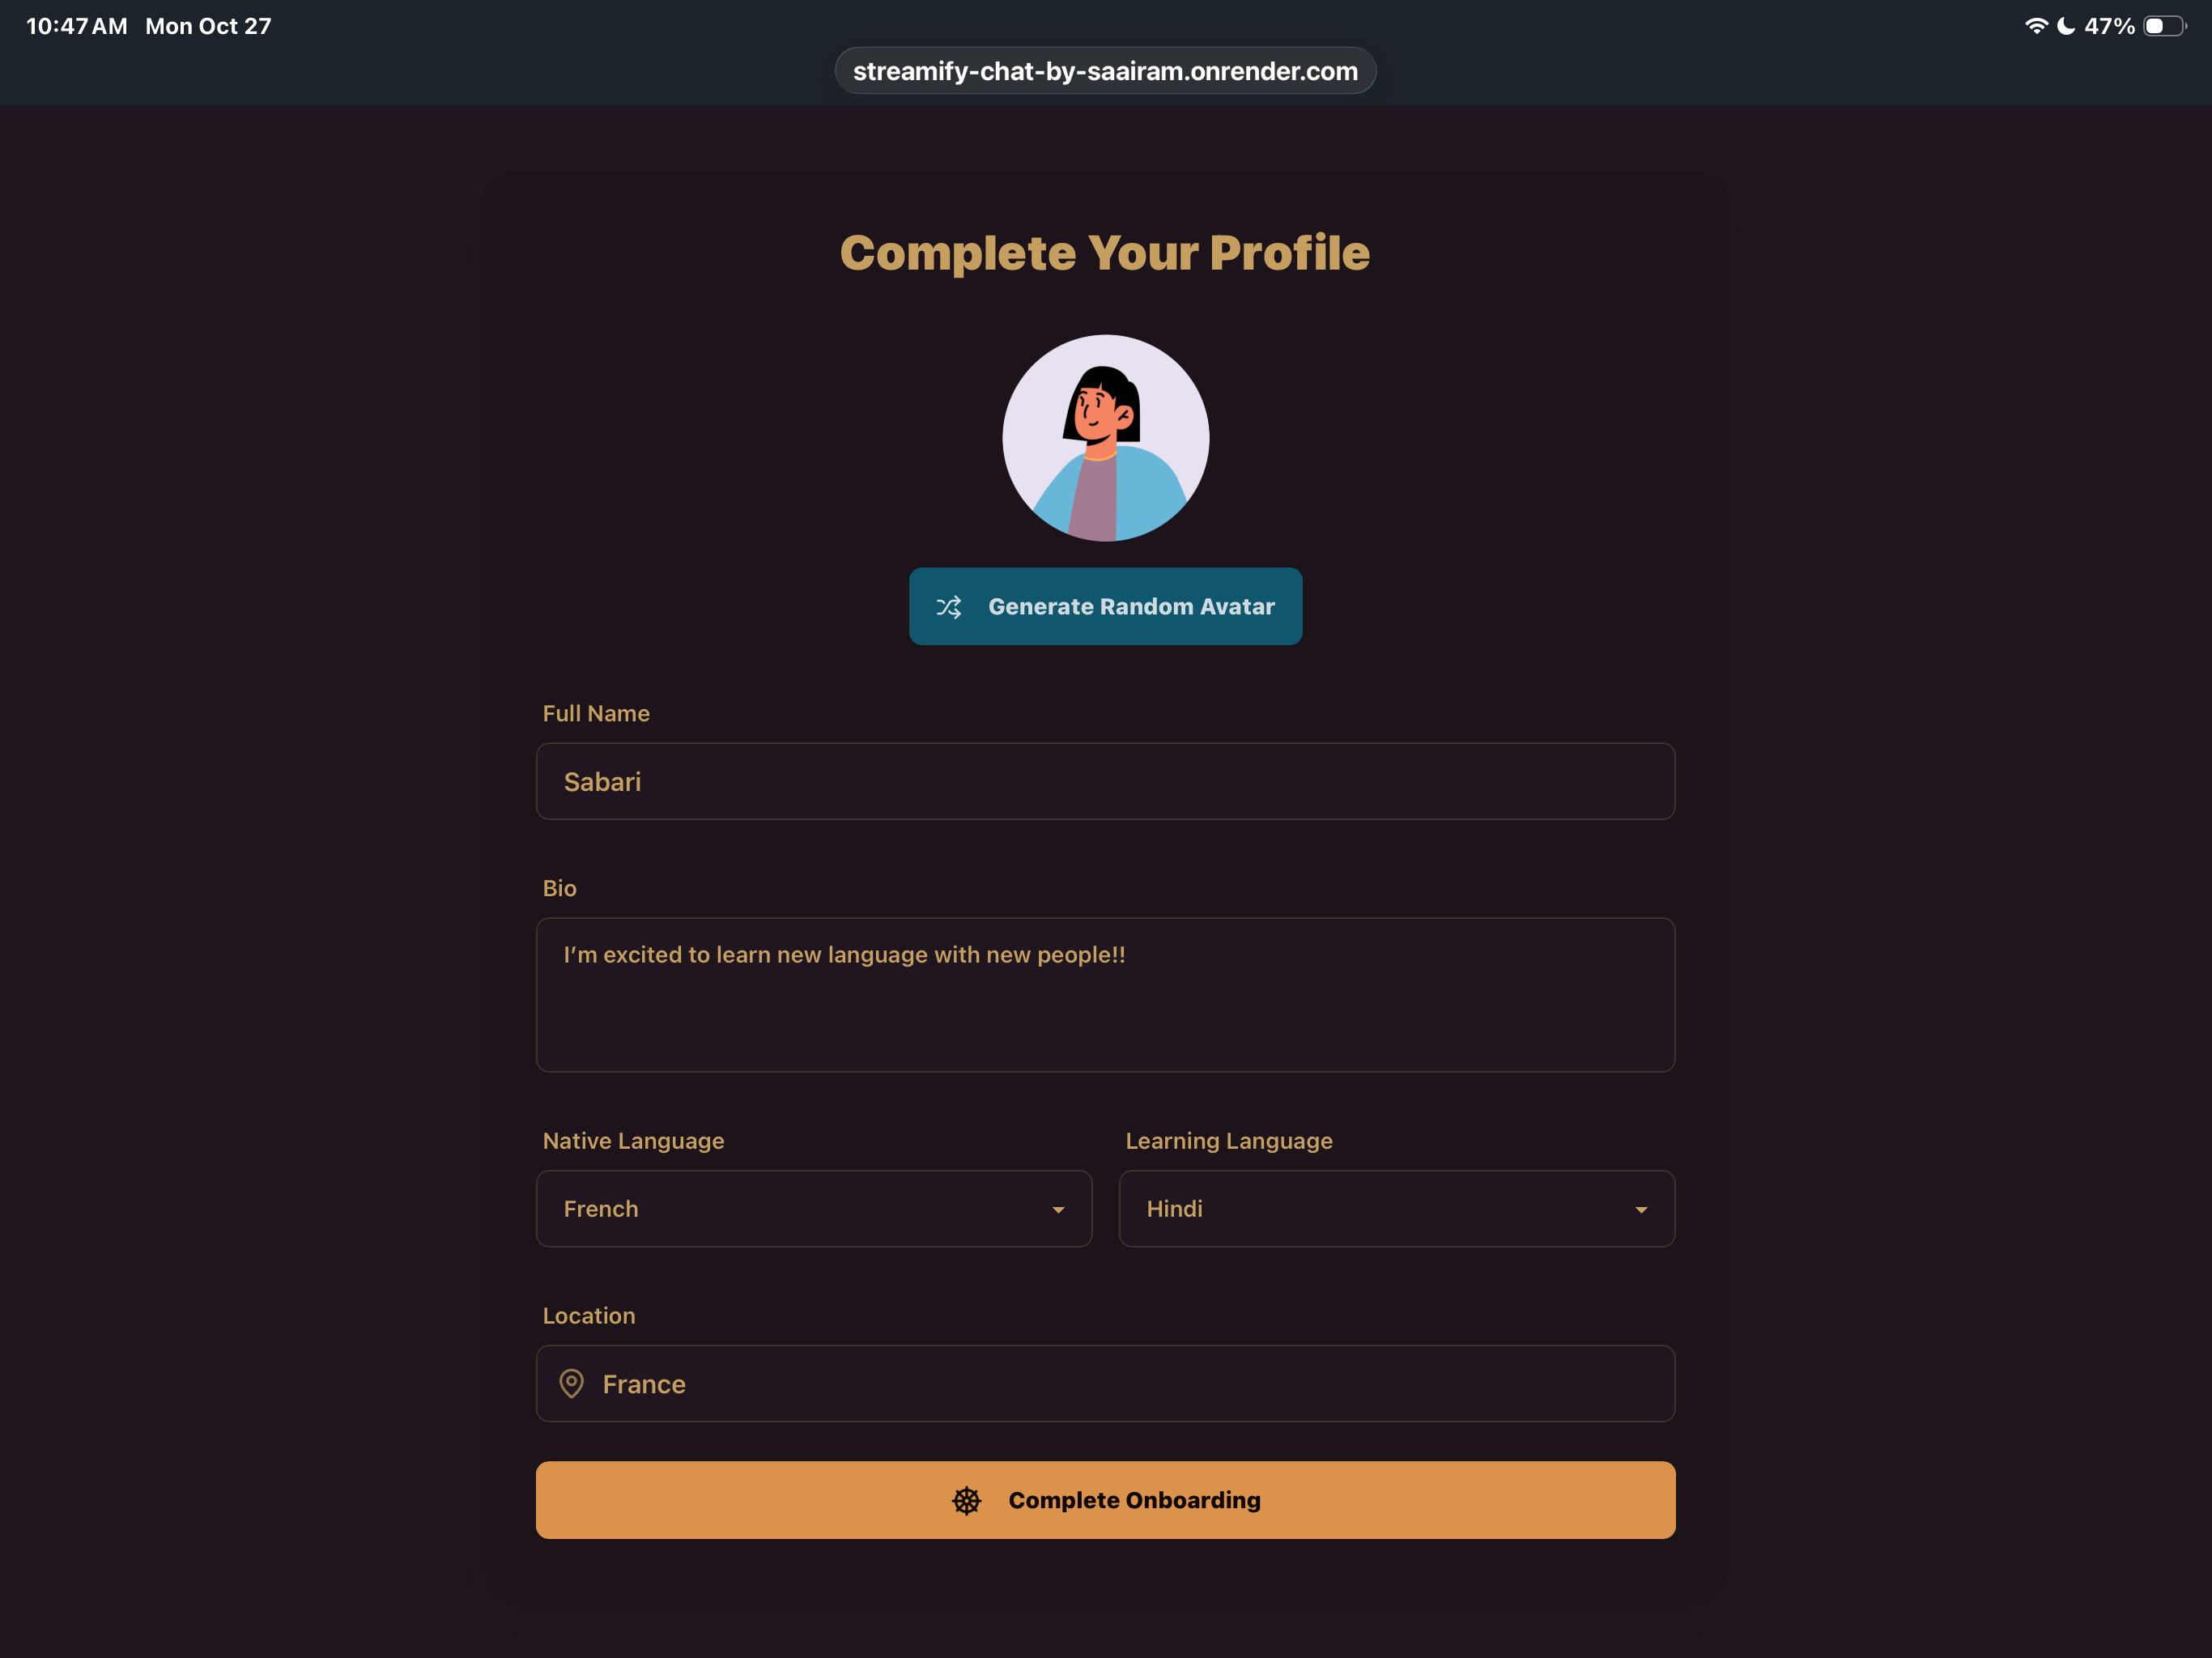 10:47 AM Mon Oct 27
47%
streamify-chat-by-saairam.onrender.com
Complete Your Profile
Generate Random Avatar
Full Name
Sabari
Bio
I’m excited to learn new language with new people!!
Native Language Learning Language
French Hindi
Location
France
Complete Onboarding